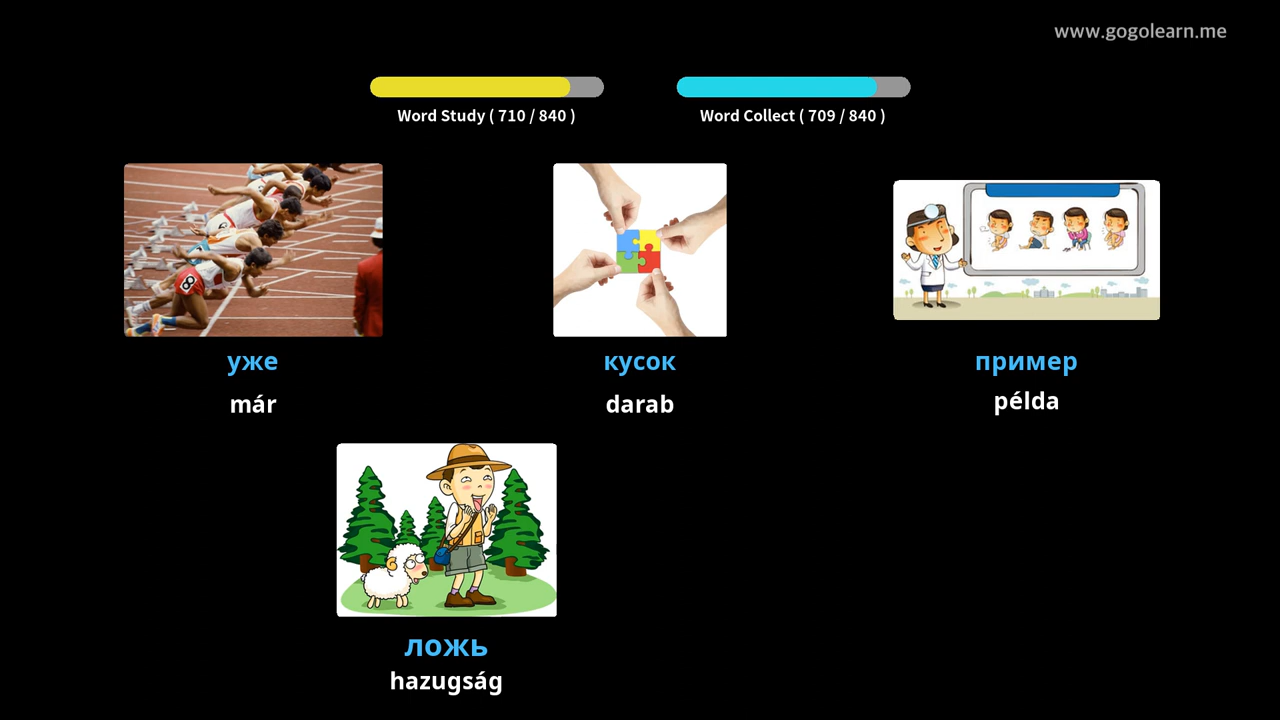 www.gogolearn.me
Word Study ( 710 / 840 )
Word Collect ( 709 / 840 )
8
уже
már
кусок
darab
пример
példa
ложь
hazugság